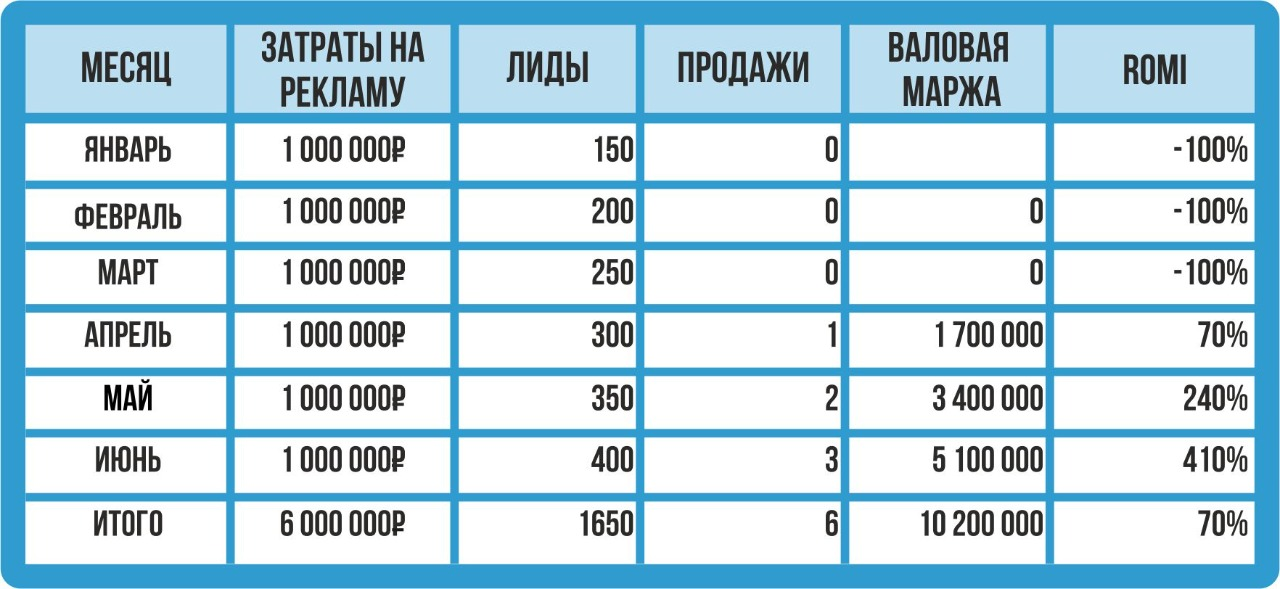 МЕСЯЦ ЗАТРАТЫ НА РЕКЛАМУ ЛИДЫ ПРОДАЖИ ВАЛОВАЯ МАРЖА ROMI
ЯНВАРЬ 1 000 000₽ 150 0 -100%
ФЕВРАЛЬ 1 000 000₽ 200 0 0 -100%
МАРТ 1 000 000₽ 250 0 0 -100%
АПРЕЛЬ 1 000 000₽ 300 1 1 700 000 70%
МАЙ 1 000 000₽ 350 2 3 400 000 240%
ИЮНЬ 1 000 000₽ 400 3 5 100 000 410%
ИТОГО 6 000 000₽ 1650 6 10 200 000 70%